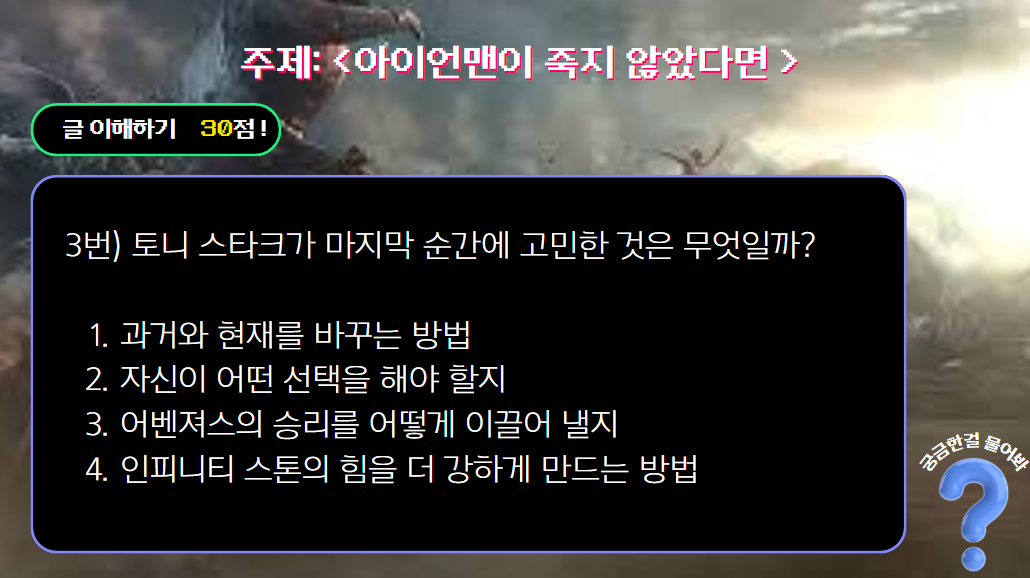 주제: <아이언맨이 죽지 않았다면 >
글 이해하기 30점 !
3번) 토니 스타크가 마지막 순간에 고민한 것은 무엇일까?
1. 과거와 현재를 바꾸는 방법
2. 자신이 어떤 선택을 해야 할지
3. 어벤져스의 승리를 어떻게 이끌어 낼지
4. 인피니티 스톤의 힘을 더 강하게 만드는 방법
궁금한걸 물어봐
?